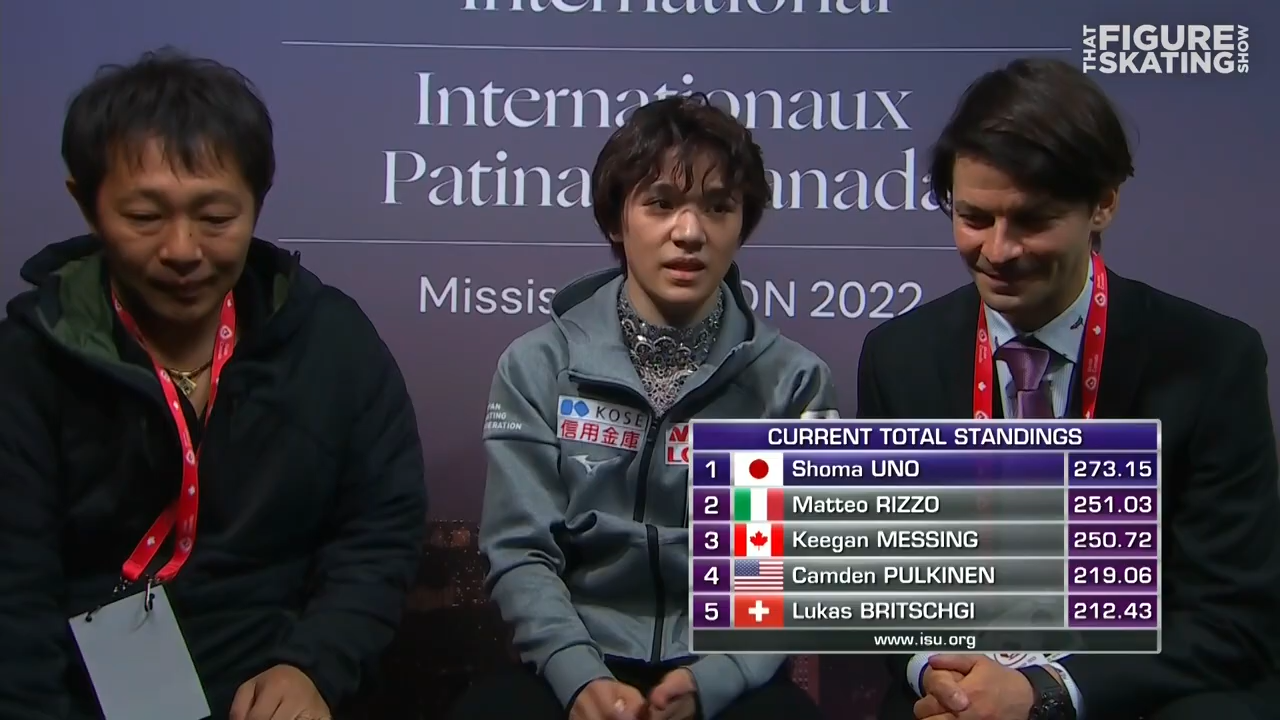 International
THAT FIGURE SKATING SHOW
Internationaux
Patina anada
Missis ON 2022
KOSÉ
信用金庫
CURRENT TOTAL STANDINGS
1 Shoma UNO 273.15
2 Matteo RIZZO 251.03
3 Keegan MESSING 250.72
4 Camden PULKINEN 219.06
5 Lukas BRITSCHGI 212.43
www.isu.org